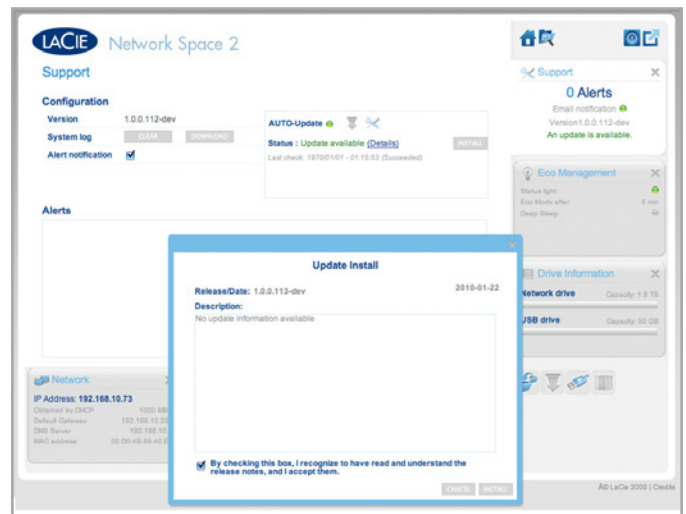 LACIE Network Space 2
Support
Configuration
Version 1.0.0.112-dev
System log CLEAR DOWNLOAD
Alert notification
AUTO-Update
Status : Update available (Details) INSTALL
Last check: 1970/01/01 - 01:15:53 (Succeeded)
Alerts
Support
0 Alerts
Email notification
Version1.0.0.112-dev
An update is available.
Eco Management
Status light
Eco Mode after 5 min
Deep Sleep
Drive Information
Network drive Capacity: 1.8 TB
USB drive Capacity: 50 GB
Update Install
Release/Date: 1.0.0.113-dev 2010-01-22
Description:
No update information available
By checking this box, I recognize to have read and understand the
release notes, and I accept them.
CANCEL INSTALL
Network
IP Address: 192.168.10.73
Obtained by DHCP 1000
Default Gateway
DNS Server 192.168.10.
MAC address
© LaCie 2009 | Credits